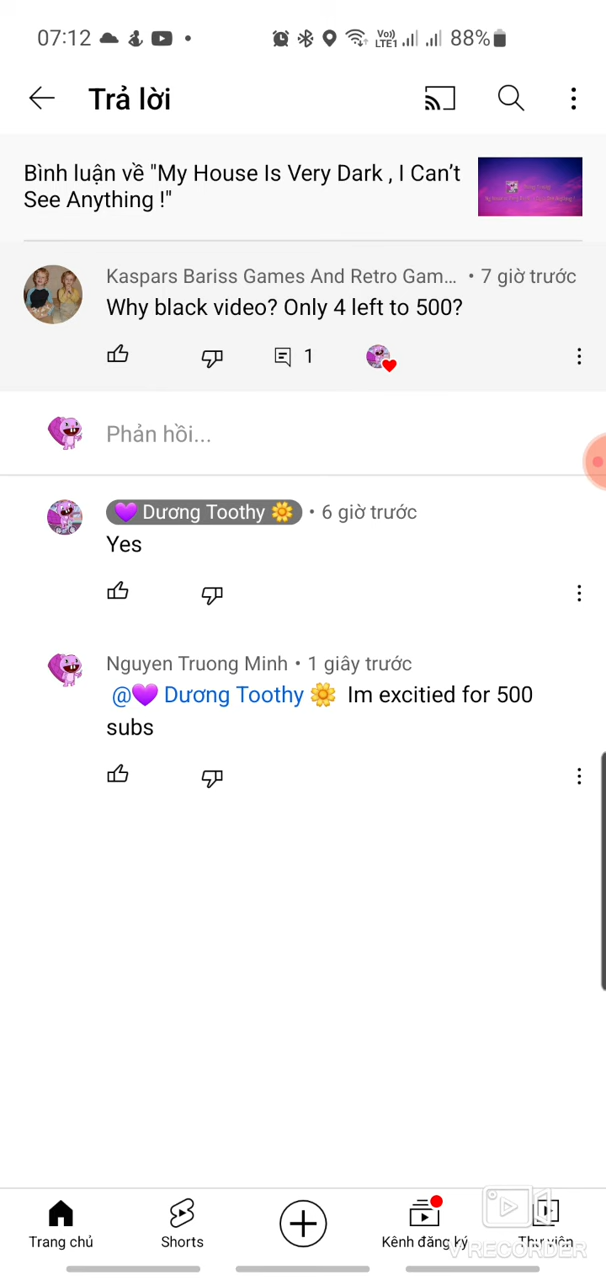 07:12 Vo)) LTE1 88%
Trả lời
Bình luận về "My House Is Very Dark , I Can't
See Anything !"
Kaspars Bariss Games And Retro Gam... • 7 giờ trước
Why black video? Only 4 left to 500?
1
Phản hồi...
💜 Dương Toothy 🌼 • 6 giờ trước
Yes
Nguyen Truong Minh • 1 giây trước
@💜 Dương Toothy 🌼 Im excitied for 500
subs
Trang chủ Shorts Kênh đăng ký Thư viện
V RECORDER